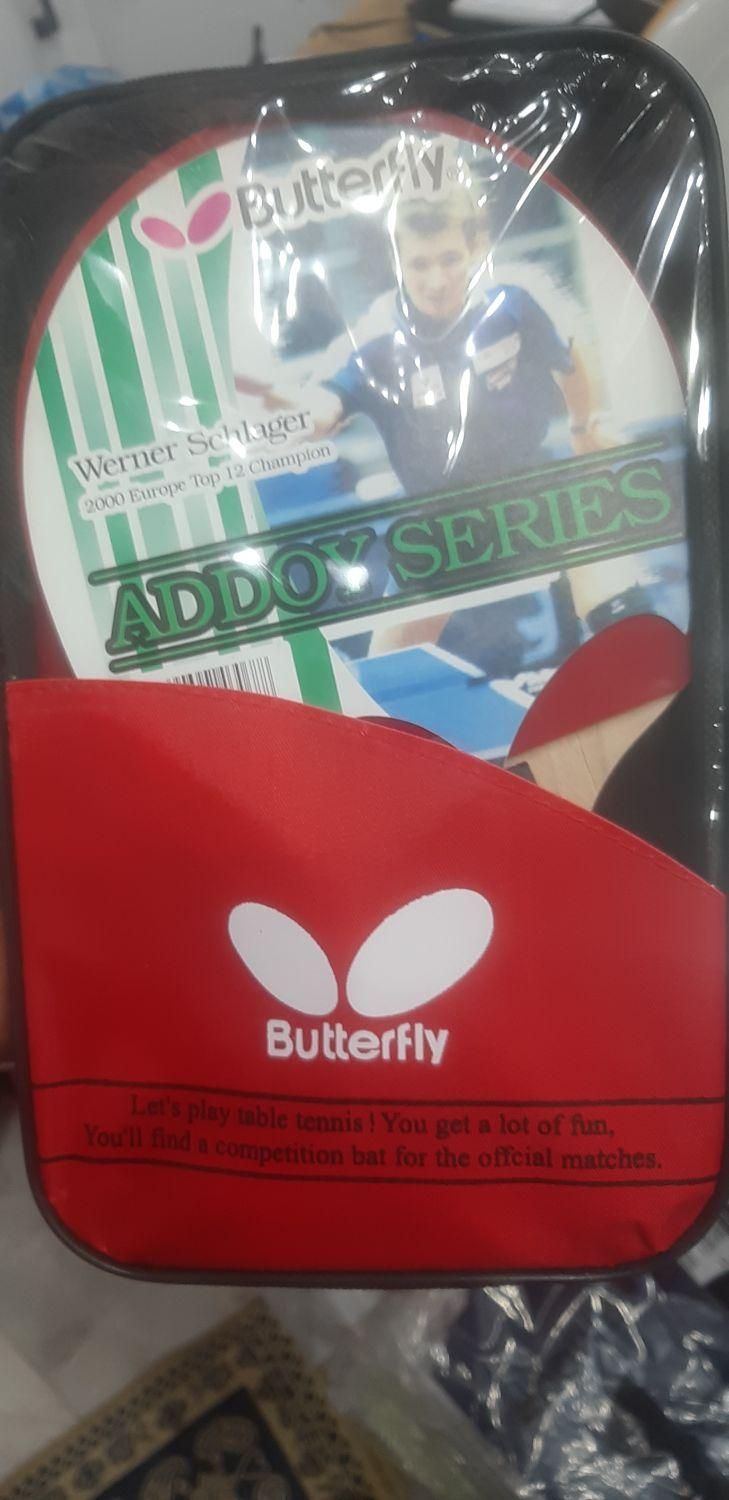 Butterfly
Werner Schlager
2000 Europe Top 12 Champion
ADDOY SERIES
Butterfly
Let's play table tennis ! You get a lot of fun,
You'll find a competition bat for the offcial matches.